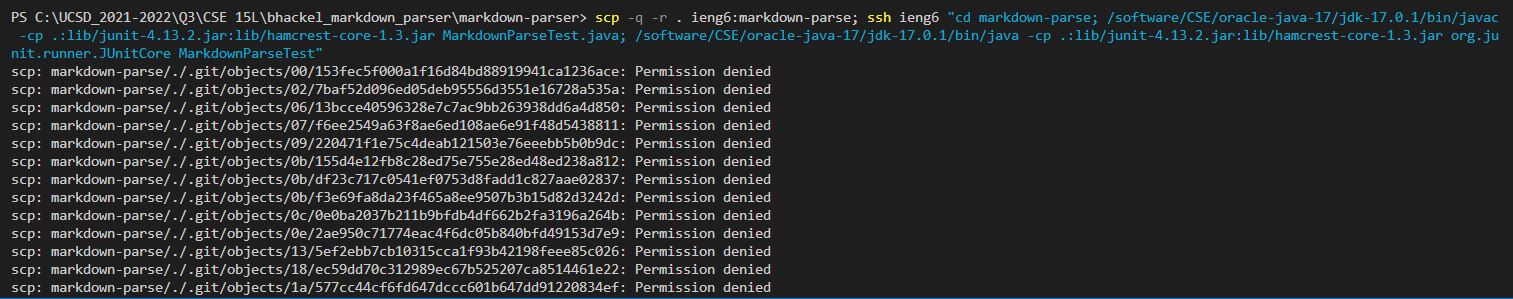 PS C:\UCSD_2021-2022\Q3\CSE 15L\bhackel_markdown_parser\markdown-parser> scp -q -r . ieng6:markdown-parse; ssh ieng6 "cd markdown-parse; /software/CSE/oracle-java-17/jdk-17.0.1/bin/javac
 -cp .:lib/junit-4.13.2.jar:lib/hamcrest-core-1.3.jar MarkdownParseTest.java; /software/CSE/oracle-java-17/jdk-17.0.1/bin/java -cp .:lib/junit-4.13.2.jar:lib/hamcrest-core-1.3.jar org.ju
nit.runner.JUnitCore MarkdownParseTest"
scp: markdown-parse/./.git/objects/00/153fec5f000a1f16d84bd88919941ca1236ace: Permission denied
scp: markdown-parse/./.git/objects/02/7baf52d096ed05deb95556d3551e16728a535a: Permission denied
scp: markdown-parse/./.git/objects/06/13bcce40596328e7c7ac9bb263938dd6a4d850: Permission denied
scp: markdown-parse/./.git/objects/07/f6ee2549a63f8ae6ed108ae6e91f48d5438811: Permission denied
scp: markdown-parse/./.git/objects/09/220471f1e75c4deab121503e76eeebb5b0b9dc: Permission denied
scp: markdown-parse/./.git/objects/0b/155d4e12fb8c28ed75e755e28ed48ed238a812: Permission denied
scp: markdown-parse/./.git/objects/0b/df23c717c0541ef0753d8fadd1c827aae02837: Permission denied
scp: markdown-parse/./.git/objects/0b/f3e69fa8da23f465a8ee9507b3b15d82d3242d: Permission denied
scp: markdown-parse/./.git/objects/0c/0e0ba2037b211b9bfdb4df662b2fa3196a264b: Permission denied
scp: markdown-parse/./.git/objects/0e/2ae950c71774eac4f6dc05b840bfd49153d7e9: Permission denied
scp: markdown-parse/./.git/objects/13/5ef2ebb7cb10315cca1f93b42198feee85c026: Permission denied
scp: markdown-parse/./.git/objects/18/ec59dd70c312989ec67b525207ca8514461e22: Permission denied
scp: markdown-parse/./.git/objects/1a/577cc44cf6fd647dccc601b647dd91220834ef: Permission denied